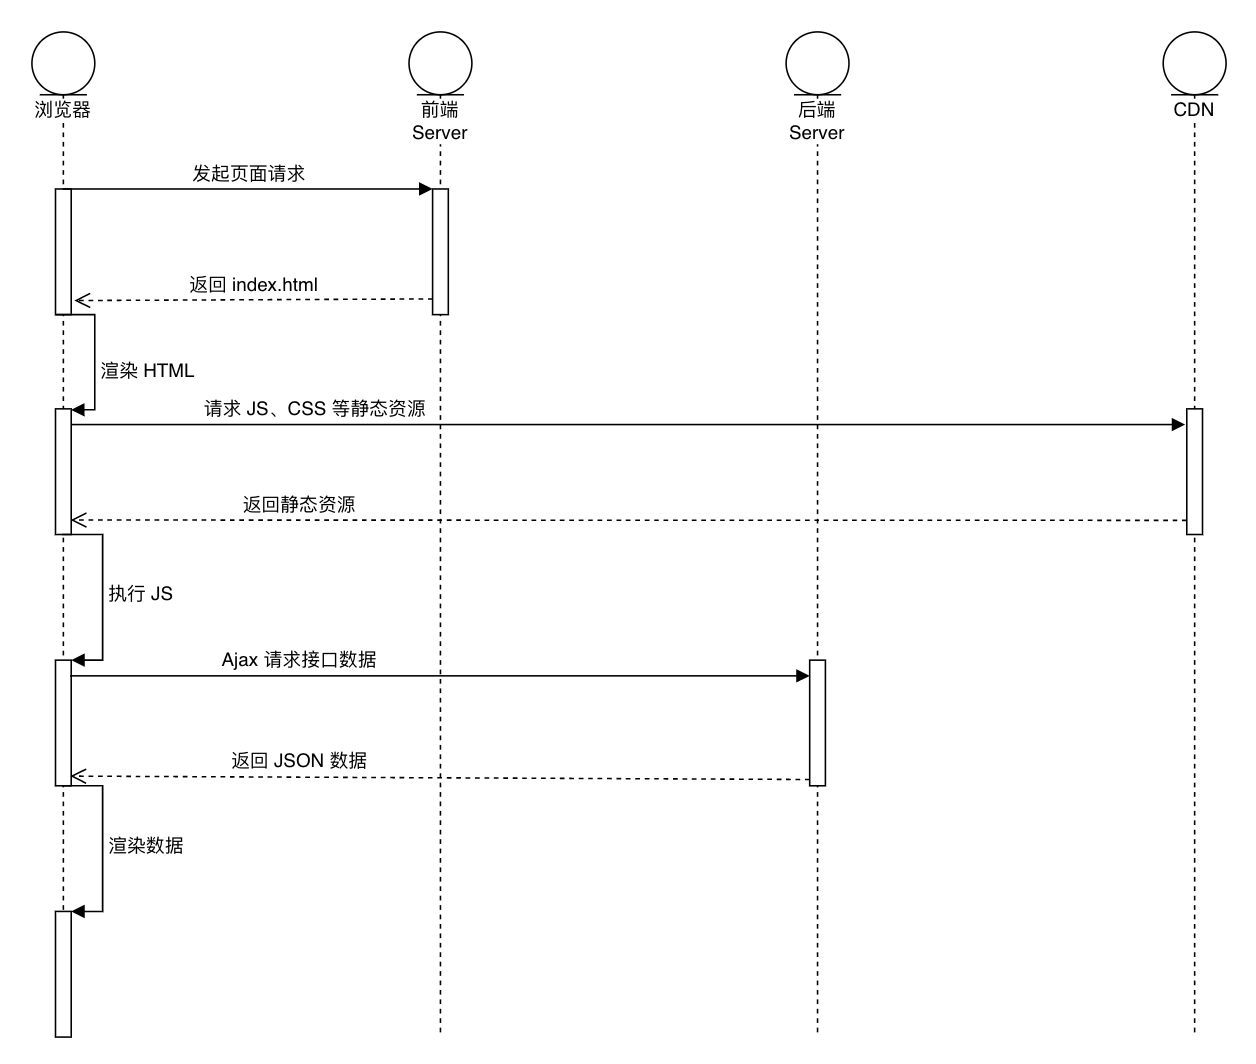 浏览器
前端
Server
后端
Server
CDN
发起页面请求
返回 index.html
渲染 HTML
请求 JS、CSS 等静态资源
返回静态资源
执行 JS
Ajax 请求接口数据
返回 JSON 数据
渲染数据